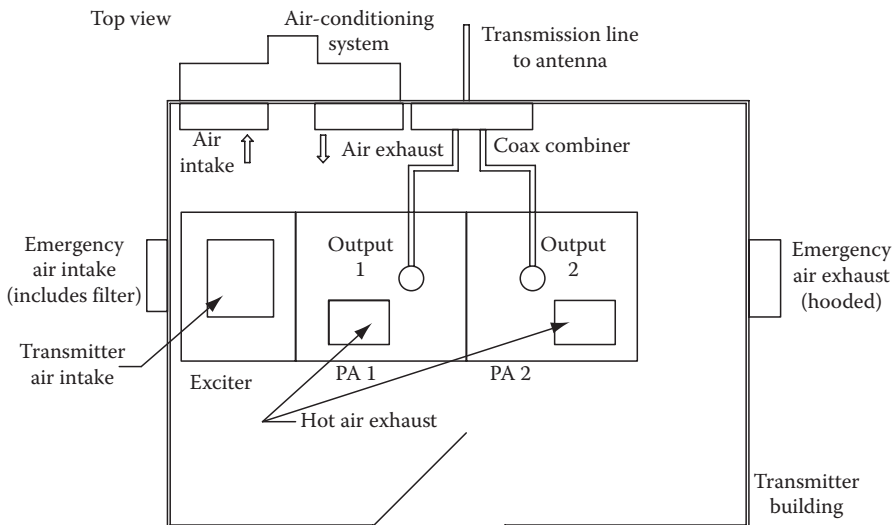 Top view
Air-conditioning
system
Transmission line
to antenna
Air
intake
Air exhaust
Coax combiner
Emergency
air intake
(includes filter)
Output
1
Output
2
Emergency
air exhaust
(hooded)
Transmitter
air intake
Exciter
PA 1
PA 2
Hot air exhaust
Transmitter
building